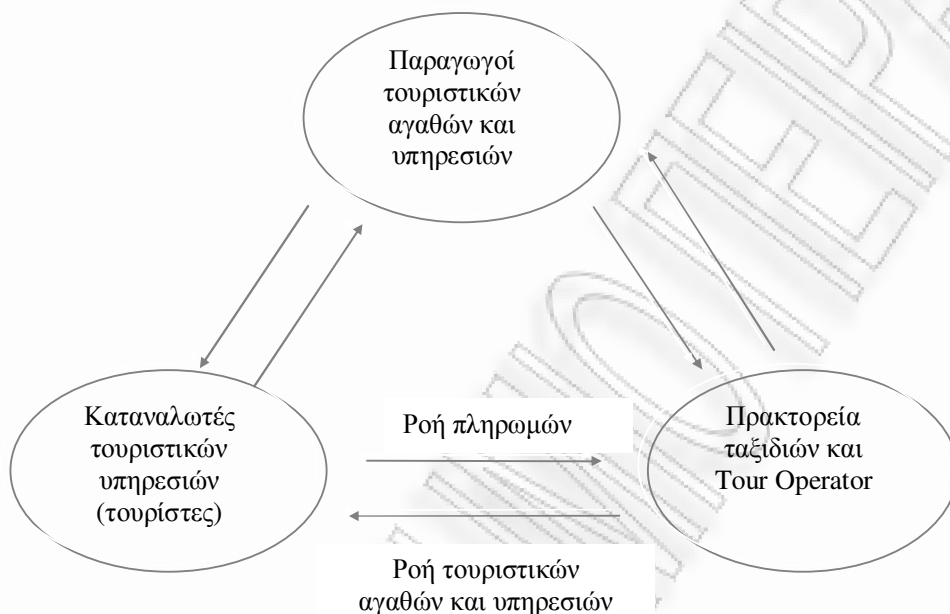 Παραγωγοί
τουριστικών
αγαθών και
υπηρεσιών
Καταναλωτές
τουριστικών
υπηρεσιών
(τουρίστες)
Ροή πληρωμών
Πρακτορεία
ταξιδιών και
Tour Operator
Ροή τουριστικών
αγαθών και υπηρεσιών